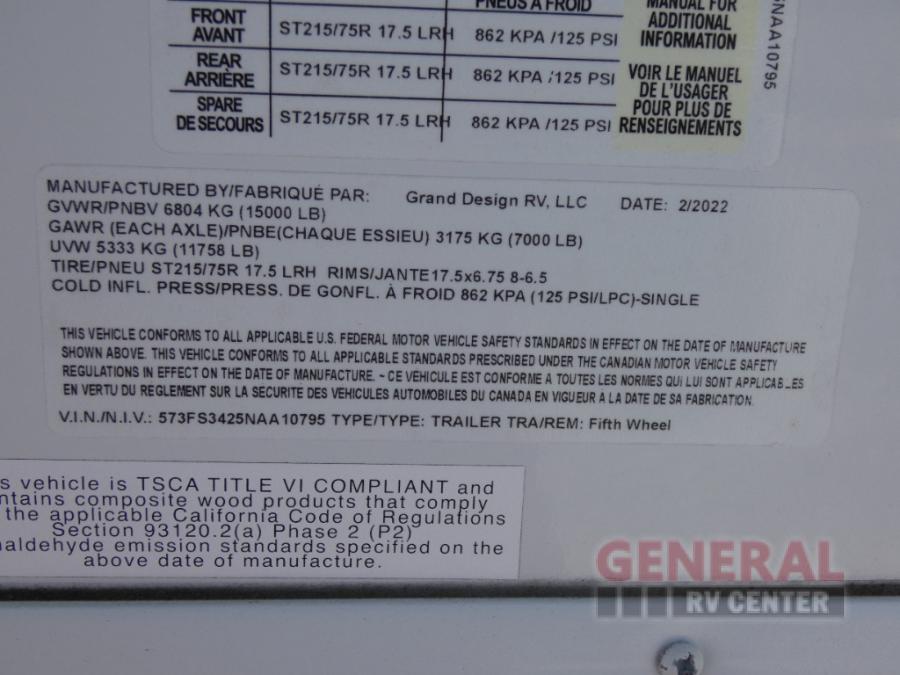 PNEUS À FROID
MANUAL FOR
ADDITIONAL
INFORMATION
FRONT
AVANT
ST215/75R 17.5 LRH
862 KPA /125 PSI
REAR
ARRIÈRE
ST215/75R 17.5 LRH
862 KPA /125 PSI
SPARE
DE SECOURS
ST215/75R 17.5 LRH
862 KPA /125 PSI
VOIR LE MANUEL
DE L'USAGER
POUR PLUS DE
RENSEIGNEMENTS
NAA10795
MANUFACTURED BY/FABRIQUÉ PAR: Grand Design RV, LLC DATE: 2/2022
GVWR/PNBV 6804 KG (15000 LB)
GAWR (EACH AXLE)/PNBE(CHAQUE ESSIEU) 3175 KG (7000 LB)
UVW 5333 KG (11758 LB)
TIRE/PNEU ST215/75R 17.5 LRH RIMS/JANTE17.5x6.75 8-6.5
COLD INFL. PRESS/PRESS. DE GONFL. À FROID 862 KPA (125 PSI/LPC)-SINGLE
THIS VEHICLE CONFORMS TO ALL APPLICABLE U.S. FEDERAL MOTOR VEHICLE SAFETY STANDARDS IN EFFECT ON THE DATE OF MANUFACTURE
SHOWN ABOVE. THIS VEHICLE CONFORMS TO ALL APPLICABLE STANDARDS PRESCRIBED UNDER THE CANADIAN MOTOR VEHICLE SAFETY
REGULATIONS IN EFFECT ON THE DATE OF MANUFACTURE. ~ CE VEHICULE EST CONFORME A TOUTES LES NORMES QUI LUI SONT APPLICABLES
EN VERTU DU REGLEMENT SUR LA SECURITE DES VEHICULES AUTOMOBILES DU CANADA EN VIGUEUR A LA DATE DE SA FABRICATION.
V.I.N./N.I.V.: 573FS3425NAA10795 TYPE/TYPE: TRAILER TRA/REM: Fifth Wheel
s vehicle is TSCA TITLE VI COMPLIANT and
ntains composite wood products that comply
the applicable California Code of Regulations
Section 93120.2(a) Phase 2 (P2)
naldehyde emission standards specified on the
above date of manufacture.
GENERAL
RV CENTER